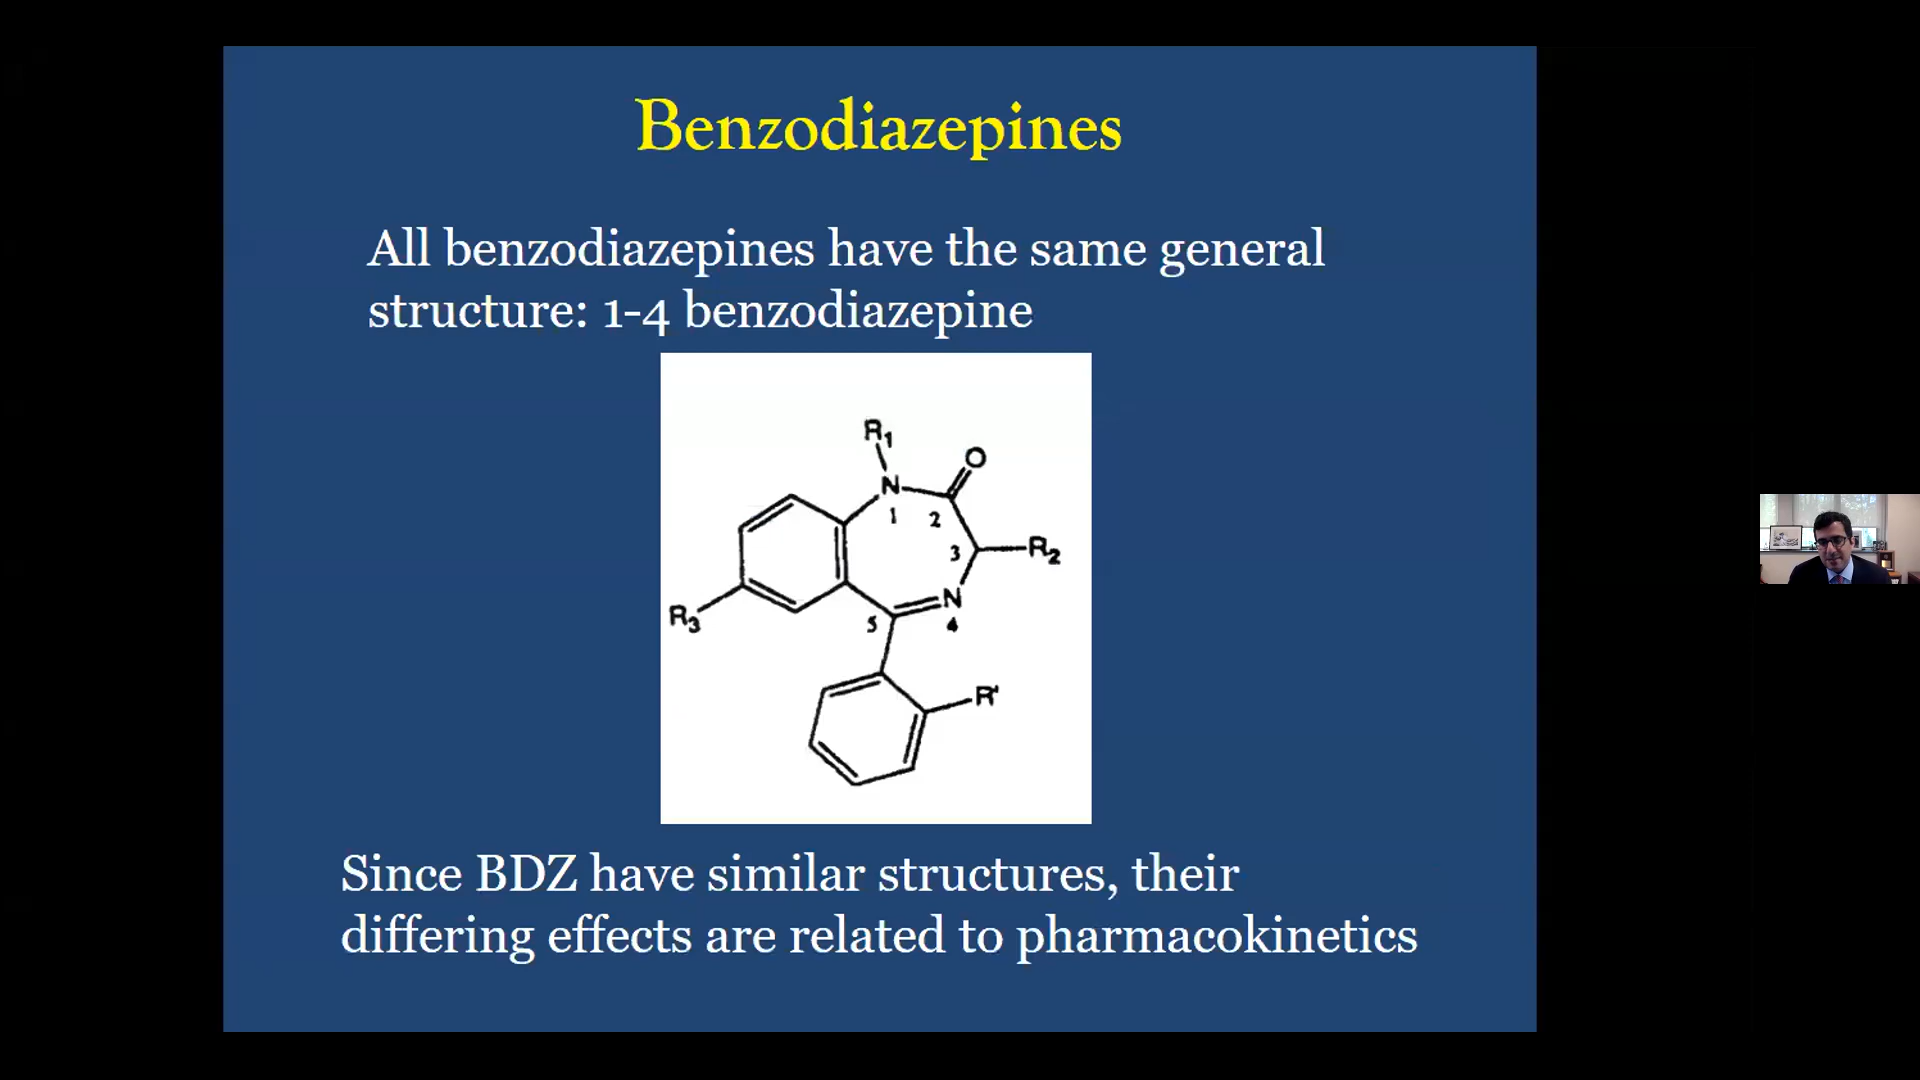 Benzodiazepines
All benzodiazepines have the same general
structure: 1-4 benzodiazepine
R1
O
N
1
2
3
R2
N
R3
5
4
R'
Since BDZ have similar structures, their
differing effects are related to pharmacokinetics